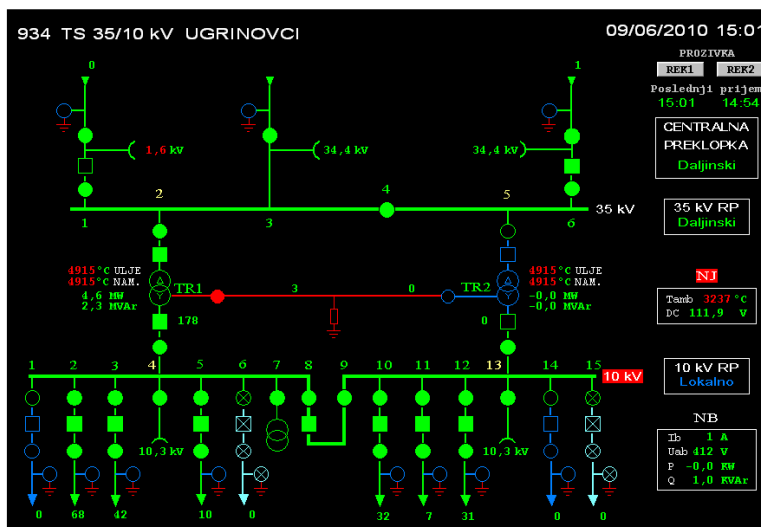 934 TS 35/10 kV UGRINOVCI
09/06/2010 15:01
PROZIVKA
REK1 REK2
Poslednji prijem
15:01 14:54
0 1
CENTRALNA
PREKLOPKA
Daljinski
1,6 kV 34,4 kV 34,4 kV
2 4 5
35 kV
1 3 6
35 kV RP
Daljinski
4915°C ULJE
4915°C NAM.
4,6 MW
2,3 MVAr
TR1
3 0
TR2
4915°C ULJE
4915°C NAM.
-0,0 MW
-0,0 MVAr
NJ
Tamb 3237 °C
DC 111,9 V
178 0
1 2 3 4 5 6 7 8 9 10 11 12 13 14 15
10 kV
10 kV RP
Lokalno
10,3 kV 10,3 kV
NB
Ib 1 A
Uab 412 V
P -0,0 KW
Q 1,0 KVAr
0 68 42 10 0 32 7 31 0 0